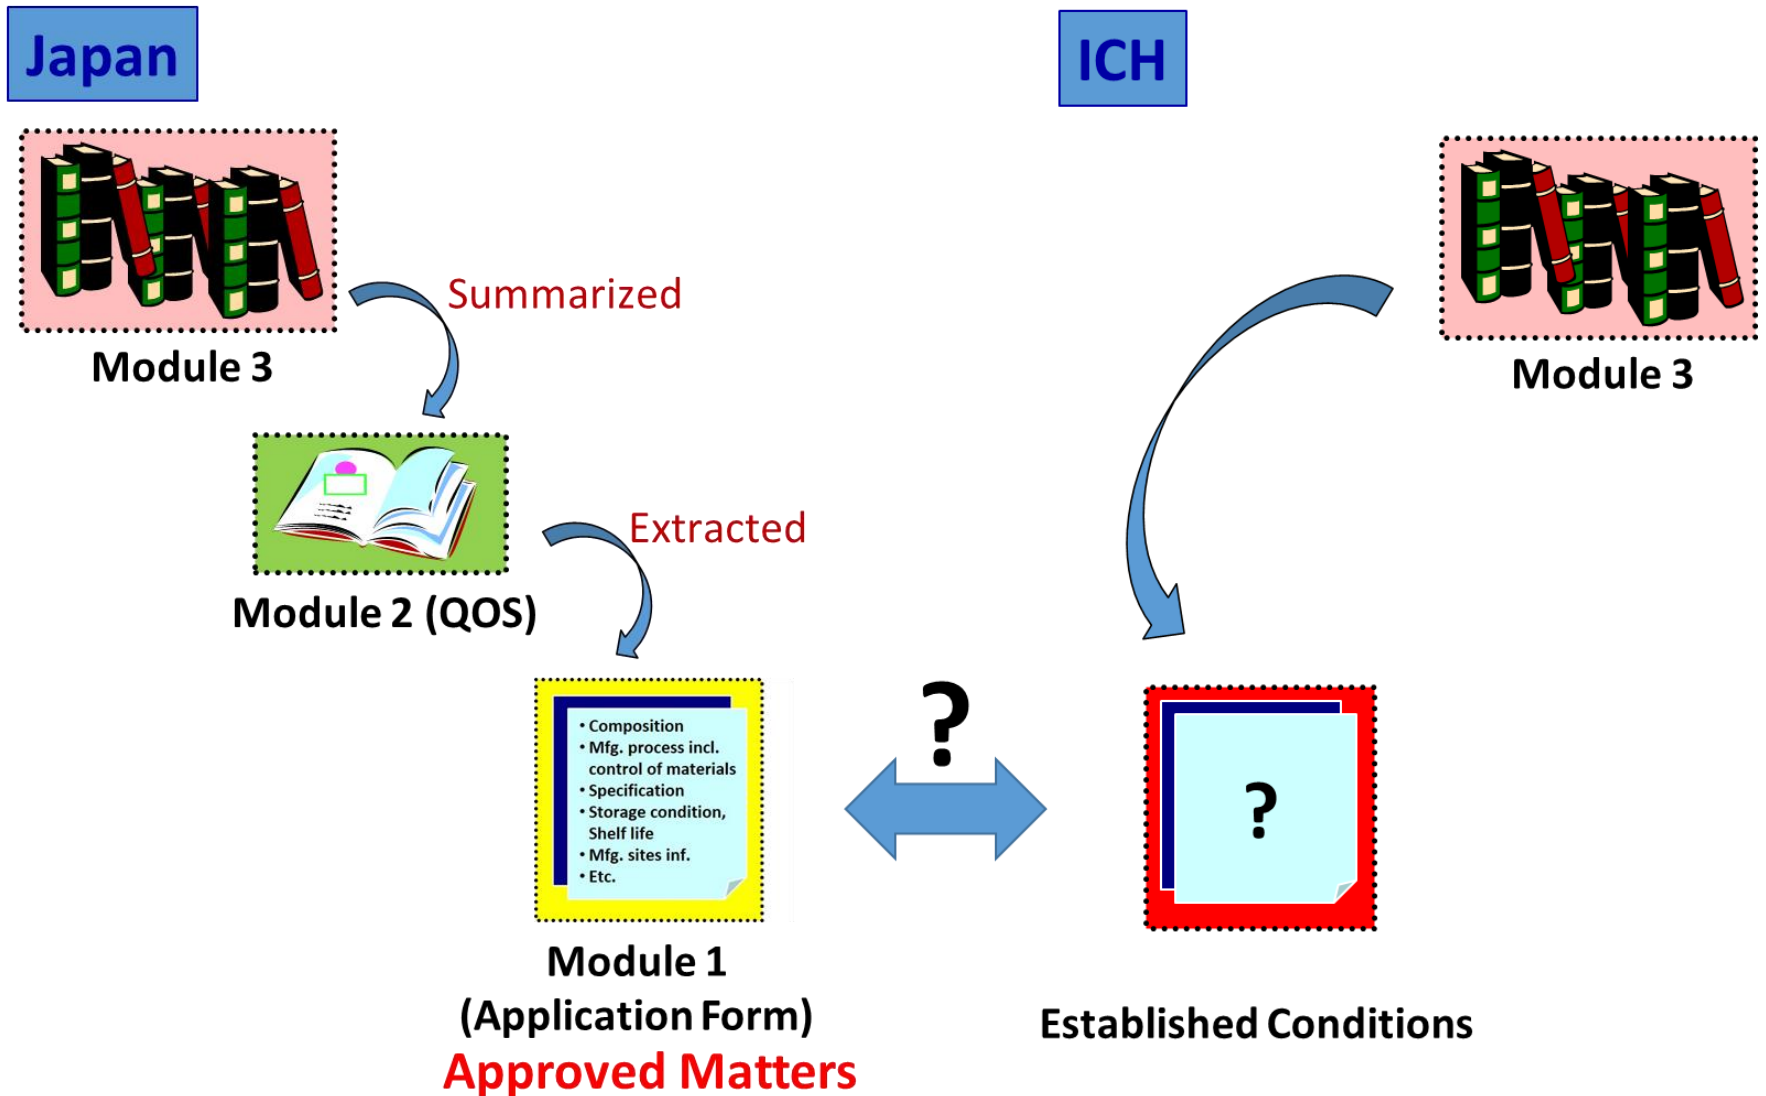 Japan
ICH
Summarized
Module 3
Module 3
Extracted
Module 2 (QOS)
?
• Composition
• Mfg. process incl.
control of materials
• Specification
• Storage condition,
Shelf life
• Mfg. sites inf.
• Etc.
?
Module 1
(Application Form)
Approved Matters
Established Conditions